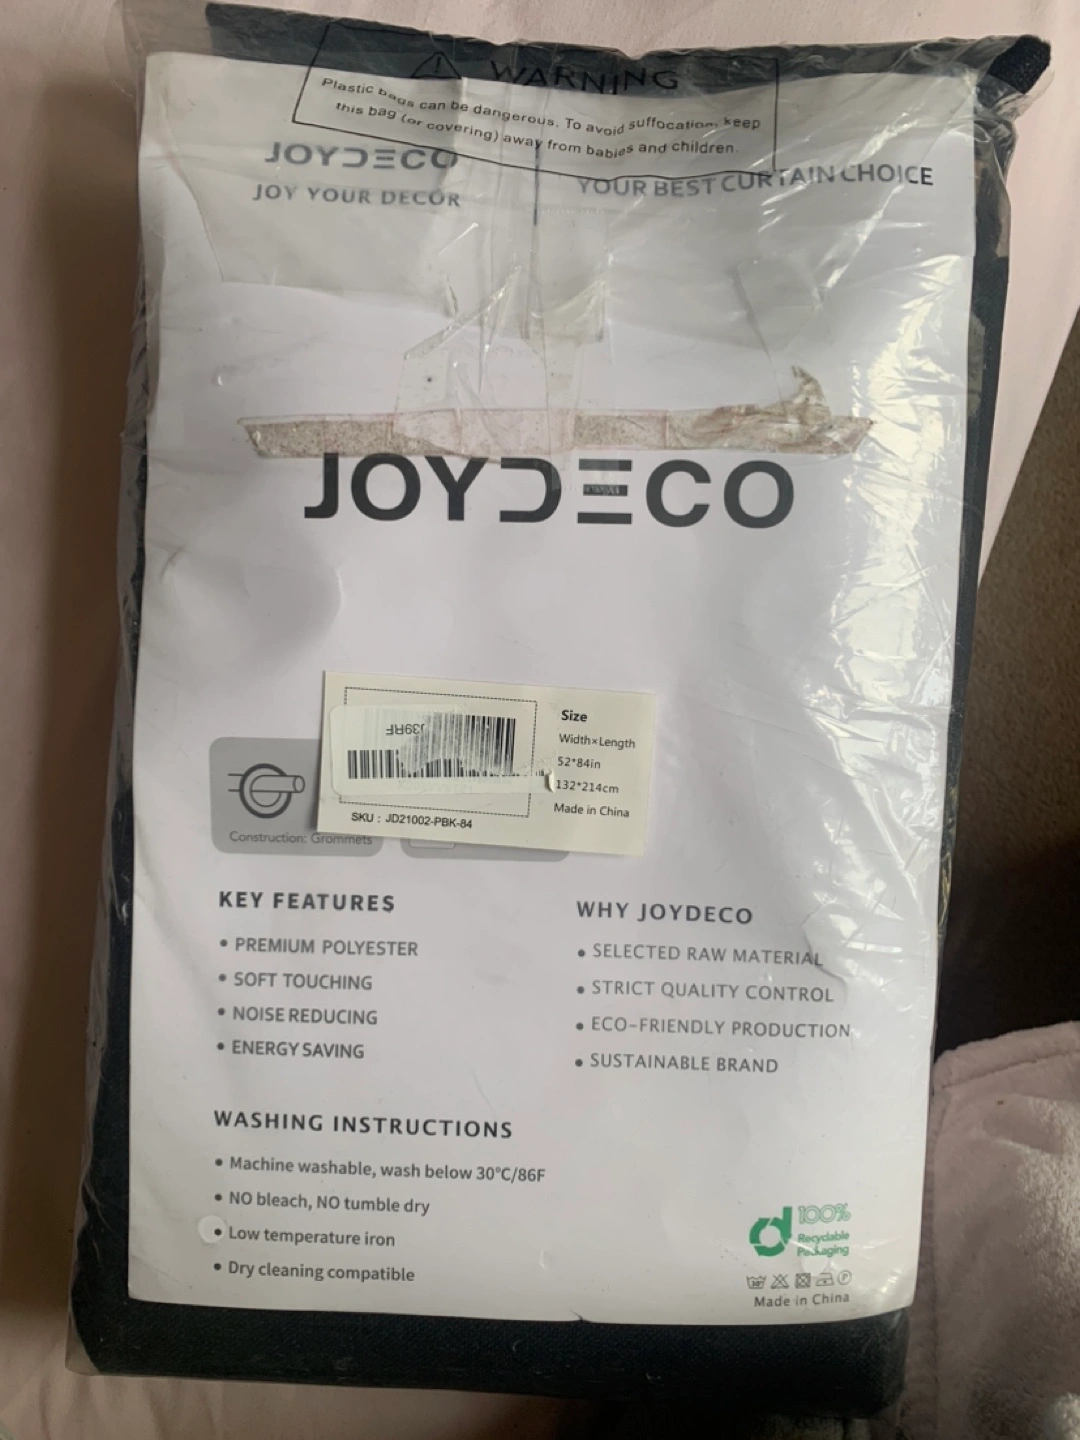 WARNING
Plastic bags can be dangerous. To avoid suffocation, keep
this bag (or covering) away from babies and children.
JOYDECO
JOY YOUR DECOR
YOUR BEST CURTAIN CHOICE
JOYDECO
J39RF
SKU : JD21002-PBK-84
Size
Width×Length
52*84in
132*214cm
Made in China
Construction: Grommets
KEY FEATURES
• PREMIUM POLYESTER
• SOFT TOUCHING
• NOISE REDUCING
• ENERGY SAVING
WHY JOYDECO
• SELECTED RAW MATERIAL
• STRICT QUALITY CONTROL
• ECO-FRIENDLY PRODUCTION
• SUSTAINABLE BRAND
WASHING INSTRUCTIONS
• Machine washable, wash below 30°C/86F
• NO bleach, NO tumble dry
• Low temperature iron
• Dry cleaning compatible
100%
Recyclable
Packaging
Made in China